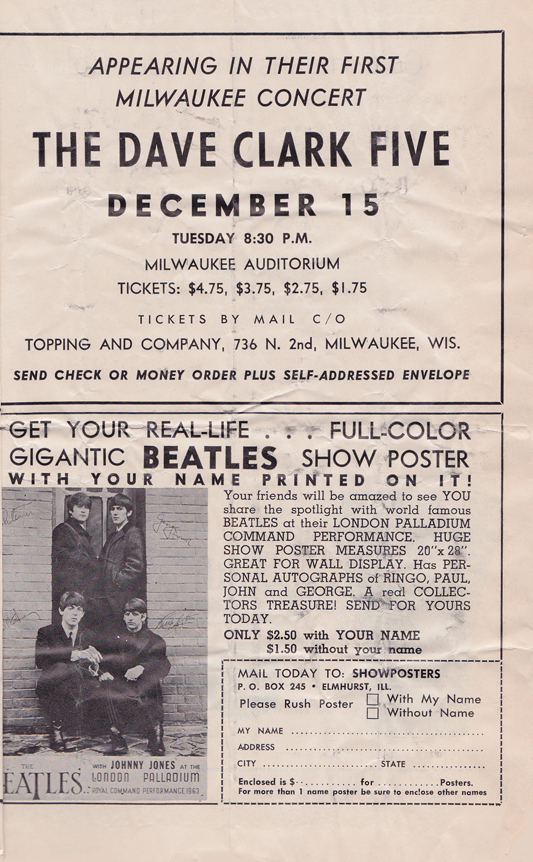 APPEARING IN THEIR FIRST
MILWAUKEE CONCERT
THE DAVE CLARK FIVE
DECEMBER 15
TUESDAY 8:30 P.M.
MILWAUKEE AUDITORIUM
TICKETS: $4.75, $3.75, $2.75, $1.75
TICKETS BY MAIL C/O
TOPPING AND COMPANY, 736 N. 2nd, MILWAUKEE, WIS.
SEND CHECK OR MONEY ORDER PLUS SELF-ADDRESSED ENVELOPE
GET YOUR REAL-LIFE . . . FULL-COLOR
GIGANTIC BEATLES SHOW POSTER
WITH YOUR NAME PRINTED ON IT!
Your friends will be amazed to see YOU
share the spotlight with world famous
BEATLES at their LONDON PALLADIUM
COMMAND PERFORMANCE. HUGE
SHOW POSTER MEASURES 20"x 28".
GREAT FOR WALL DISPLAY. Has PER-
SONAL AUTOGRAPHS of RINGO, PAUL,
JOHN and GEORGE. A real COLLEC-
TORS TREASURE! SEND FOR YOURS
TODAY.
ONLY $2.50 with YOUR NAME
$1.50 without your name
THE
EATLES.
WITH JOHNNY JONES AT THE
LONDON PALLADIUM
ROYAL COMMAND PERFORMANCE 1963
MAIL TODAY TO: SHOWPOSTERS
P. O. BOX 245 • ELMHURST, ILL.
Please Rush Poster
With My Name
Without Name
MY NAME
ADDRESS
CITY STATE
Enclosed is $ for Posters.
For more than 1 name poster be sure to enclose other names